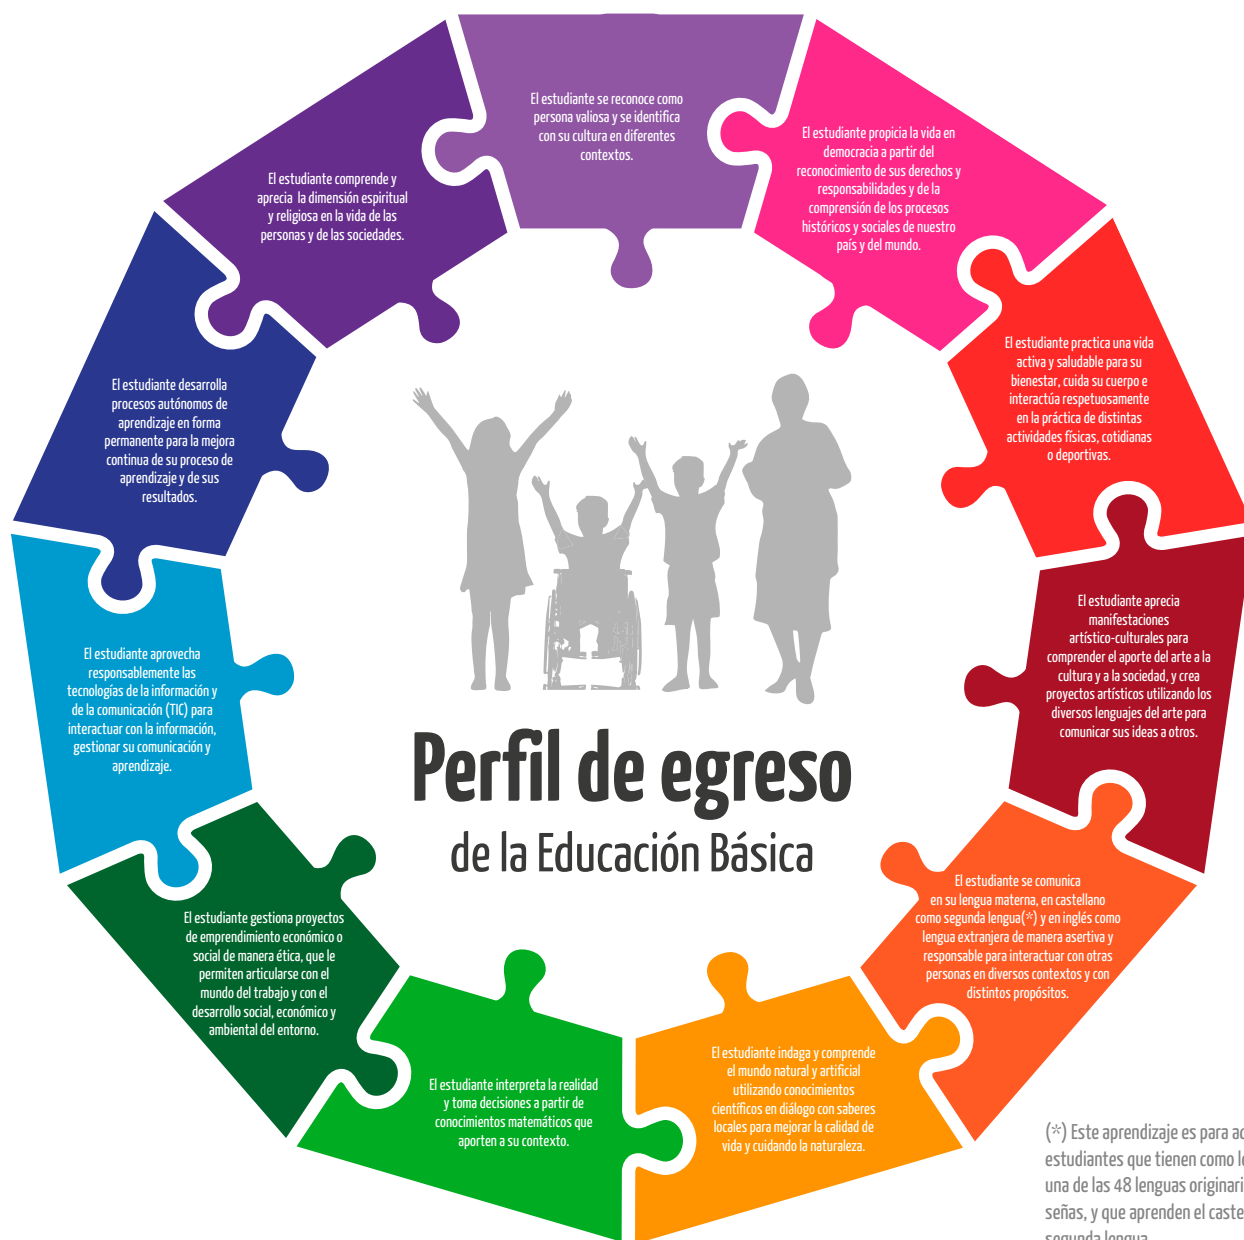 El estudiante se reconoce como
persona valiosa y se identifica
con su cultura en diferentes
contextos.
El estudiante propicia la vida en
democracia a partir del
reconocimiento de sus derechos y
responsabilidades y de la
comprensión de los procesos
históricos y sociales de nuestro
país y del mundo.
El estudiante practica una vida
activa y saludable para su
bienestar, cuida su cuerpo e
interactúa respetuosamente
en la práctica de distintas
actividades físicas, cotidianas
o deportivas.
El estudiante aprecia
manifestaciones
artístico-culturales para
comprender el aporte del arte a la
cultura y a la sociedad, y crea
proyectos artísticos utilizando los
diversos lenguajes del arte para
comunicar sus ideas a otros.
El estudiante se comunica
en su lengua materna, en castellano
como segunda lengua(*) y en inglés como
lengua extranjera de manera asertiva y
responsable para interactuar con otras
personas en diversos contextos y con
distintos propósitos.
El estudiante indaga y comprende
el mundo natural y artificial
utilizando conocimientos
científicos en diálogo con saberes
locales para mejorar la calidad de
vida y cuidando la naturaleza.
El estudiante interpreta la realidad
y toma decisiones a partir de
conocimientos matemáticos que
aporten a su contexto.
El estudiante gestiona proyectos
de emprendimiento económico o
social de manera ética, que le
permiten articularse con el
mundo del trabajo y con el
desarrollo social, económico y
ambiental del entorno.
El estudiante aprovecha
responsablemente las
tecnologías de la información y
de la comunicación (TIC) para
interactuar con la información,
gestionar su comunicación y
aprendizaje.
El estudiante desarrolla
procesos autónomos de
aprendizaje en forma
permanente para la mejora
continua de su proceso de
aprendizaje y de sus
resultados.
El estudiante comprende y
aprecia la dimensión espiritual
y religiosa en la vida de las
personas y de las sociedades.
Perfil de egreso
de la Educación Básica
(*) Este aprendizaje es para
estudiantes que tienen como
una de las 48 lenguas
señas, y que aprenden el
segunda lengua